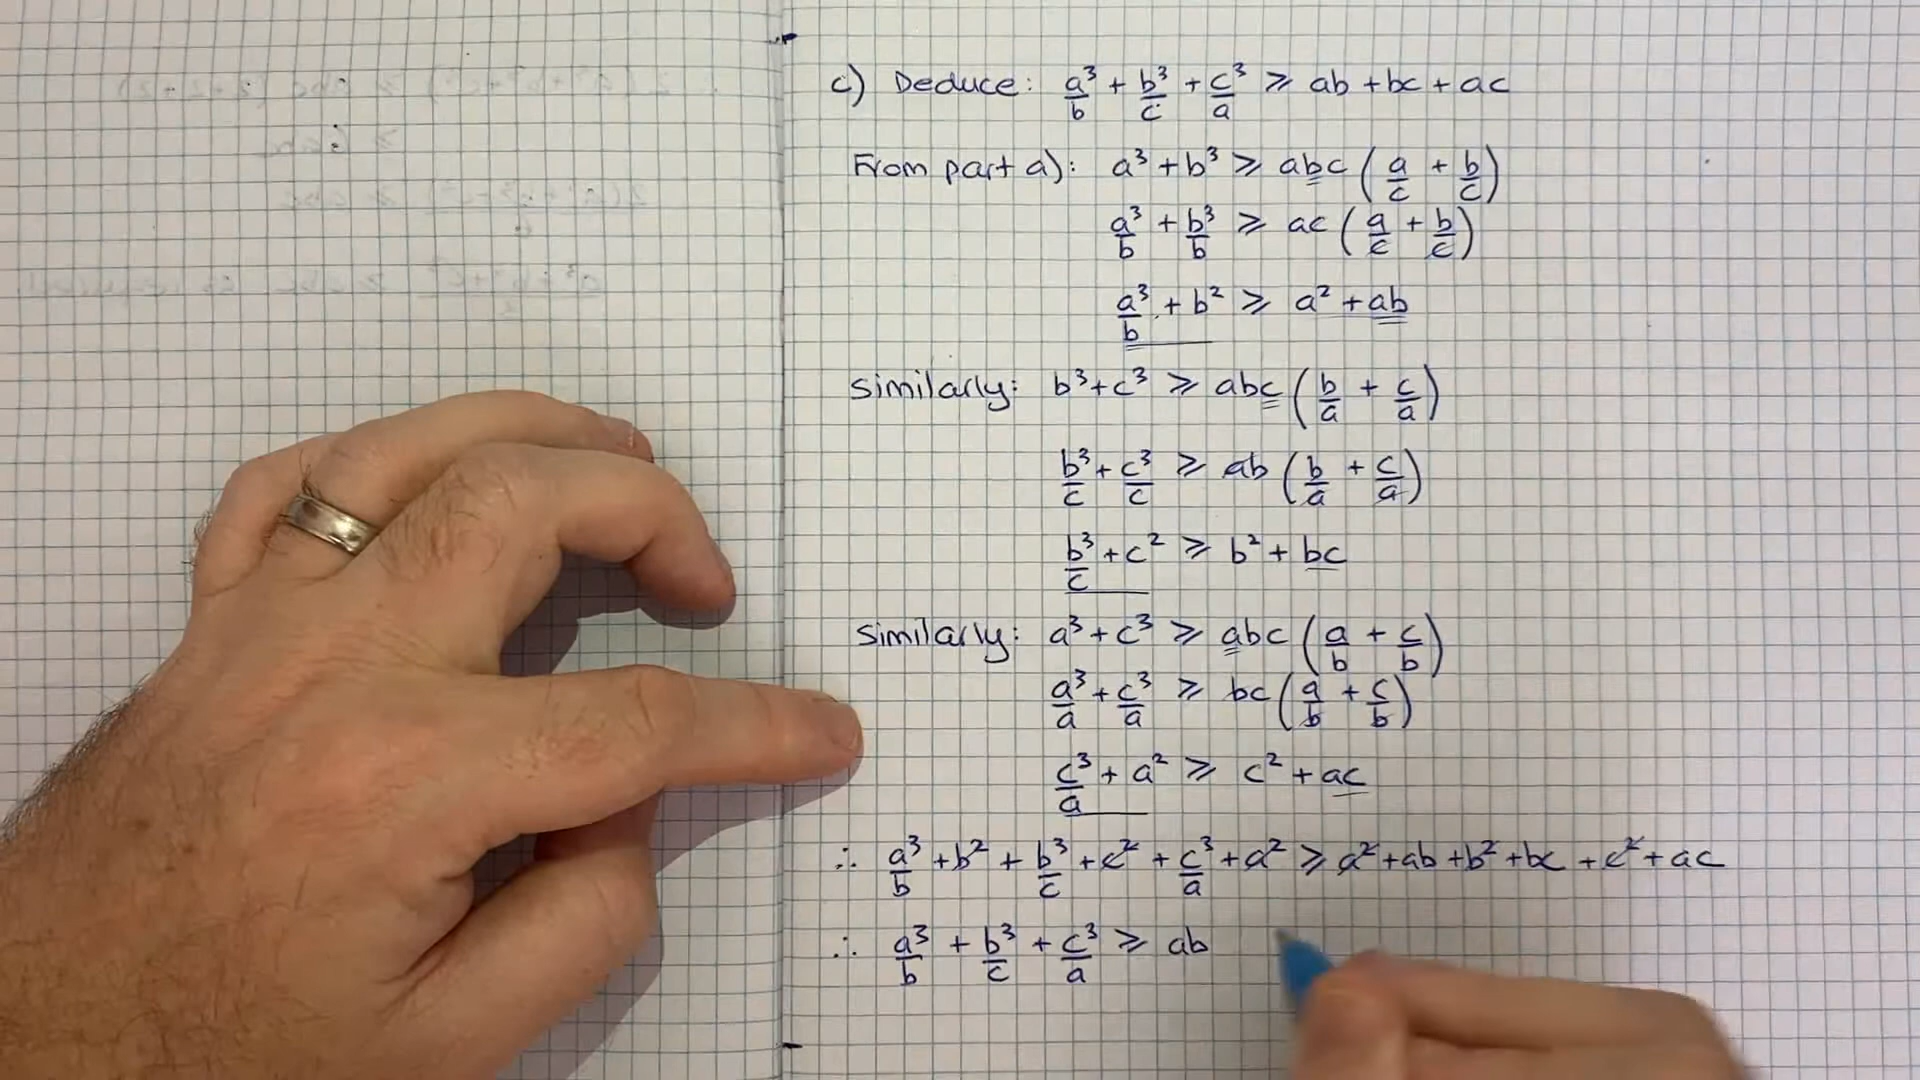 c) Deduce: a³/b + b³/c + c³/a ⩾ ab + bc + ac
From part a): a³ + b³ ⩾ abc (a/c + b/c)
a³/b + b³/b ⩾ ac (a/c + b/c)
a³/b + b² ⩾ a² + ab
Similarly: b³ + c³ ⩾ abc (b/a + c/a)
b³/c + c³/c ⩾ ab (b/a + c/a)
b³/c + c² ⩾ b² + bc
Similarly: a³ + c³ ⩾ abc (a/b + c/b)
a³/a + c³/a ⩾ bc (a/b + c/b)
c³/a + a² ⩾ c² + ac
∴ a³/b + b² + b³/c + c² + c³/a + a² ⩾ a² + ab + b² + bc + c² + ac
∴ a³/b + b³/c + c³/a ⩾ ab